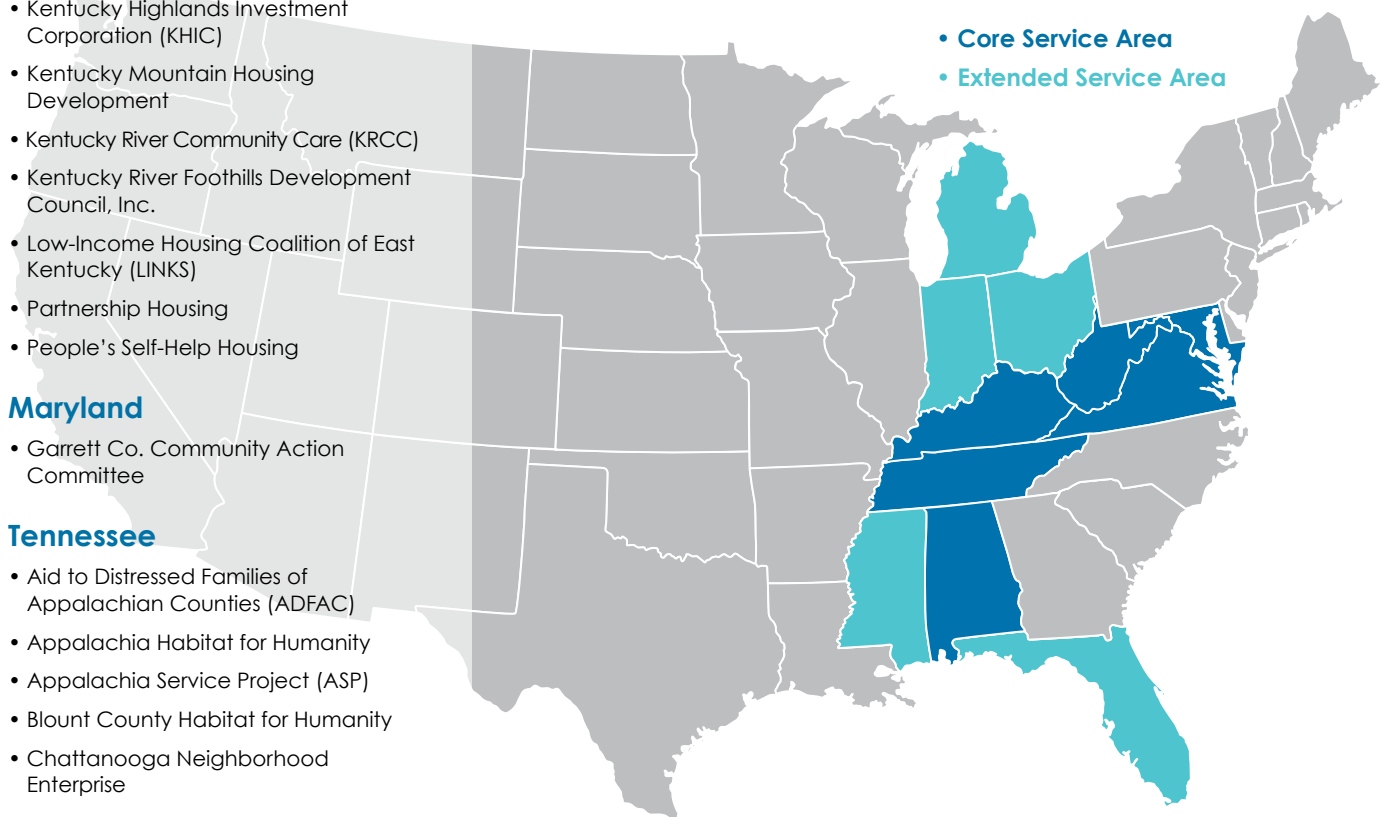 • Kentucky Highlands Investment
Corporation (KHIC)
• Kentucky Mountain Housing
Development
• Kentucky River Community Care (KRCC)
• Kentucky River Foothills Development
Council, Inc.
• Low-Income Housing Coalition of East
Kentucky (LINKS)
• Partnership Housing
• People’s Self-Help Housing
Maryland
• Garrett Co. Community Action
Committee
Tennessee
• Aid to Distressed Families of
Appalachian Counties (ADFAC)
• Appalachia Habitat for Humanity
• Appalachia Service Project (ASP)
• Blount County Habitat for Humanity
• Chattanooga Neighborhood
Enterprise
• Core Service Area
• Extended Service Area